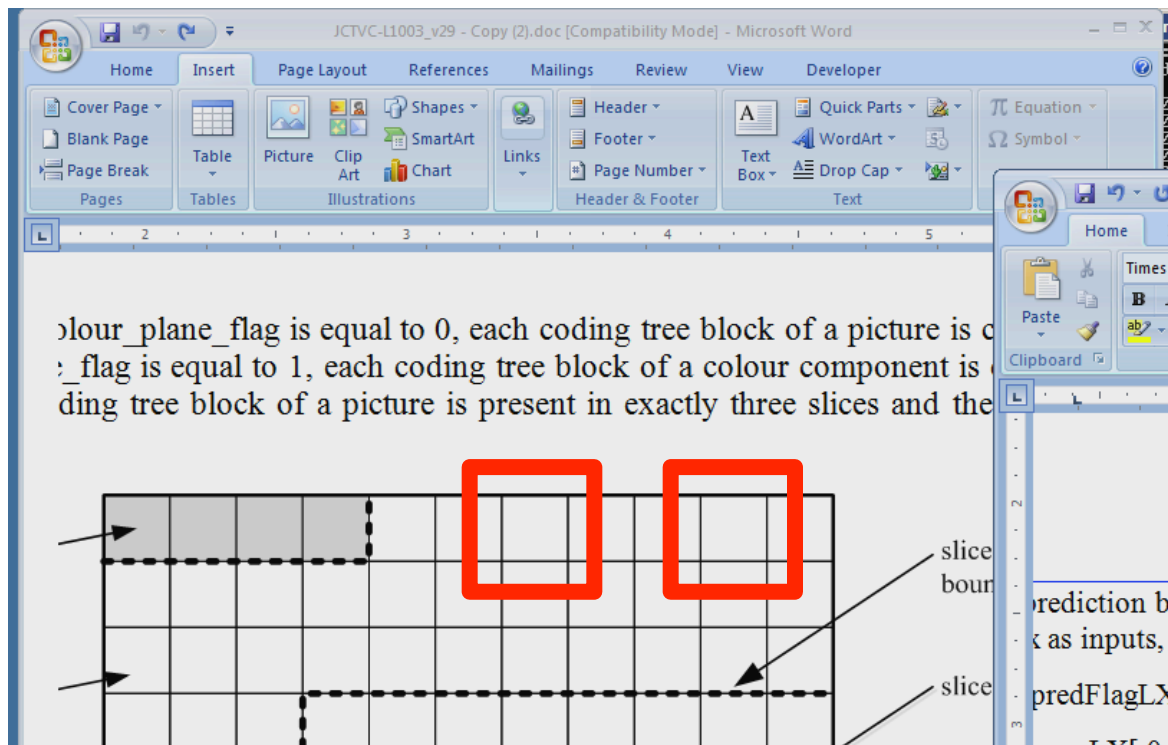 JCTVC-L1003_v29 - Copy (2).doc [Compatibility Mode] - Microsoft Word
Home Insert Page Layout References Mailings Review View Developer
Cover Page
Blank Page
Page Break
Pages
Table
Tables
Picture
Clip
Art
Shapes
SmartArt
Chart
Illustrations
Links
Header
Footer
Page Number
Header & Footer
A
Text
Box
Quick Parts
WordArt
Drop Cap
Text
π Equation
Ω Symbol
2 3 4 5
Home
Paste
Clipboard
Times
B
ab
olour_plane_flag is equal to 0, each coding tree block of a picture is c
e_flag is equal to 1, each coding tree block of a colour component is
ding tree block of a picture is present in exactly three slices and the
slice
boun
slice
2
3
prediction b
x as inputs,
predFlagLX